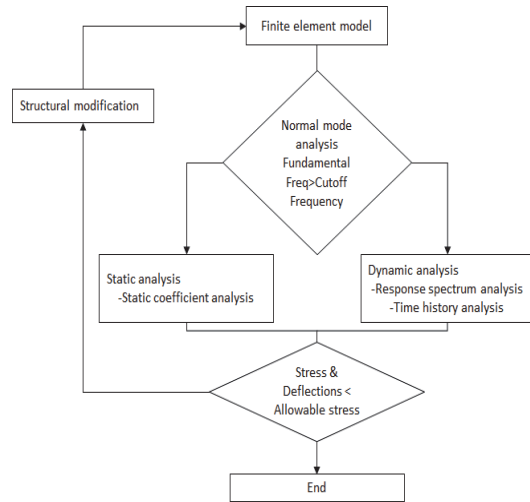 Finite element model
Structural modification
Normal mode
analysis
Fundamental
Freq>Cutoff
Frequency
Static analysis
-Static coefficient analysis
Dynamic analysis
-Response spectrum analysis
-Time history analysis
Stress &
Deflections <
Allowable stress
End